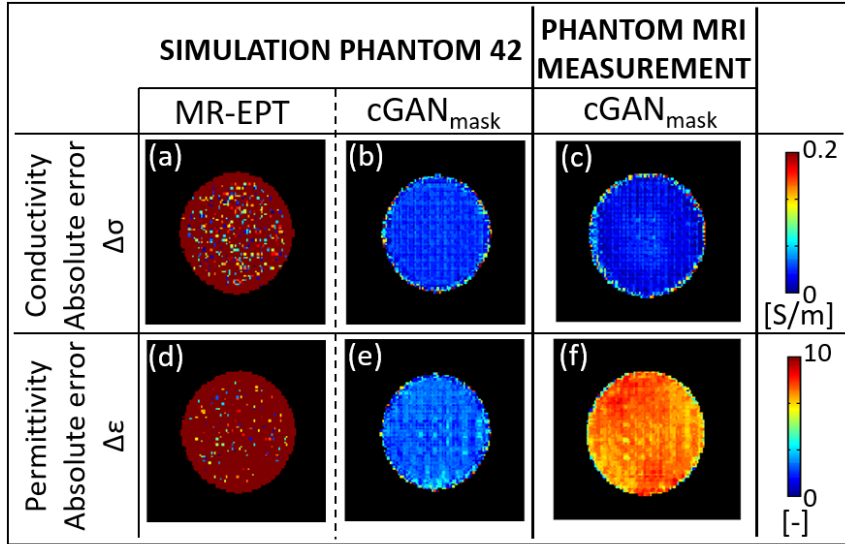 SIMULATION PHANTOM 42
PHANTOM MRI
MEASUREMENT
MR-EPT
cGANmask
cGANmask
Conductivity
Absolute error
Δσ
(a)
(b)
(c)
0.2
0
[S/m]
Permittivity
Absolute error
Δε
(d)
(e)
(f)
10
0
[-]